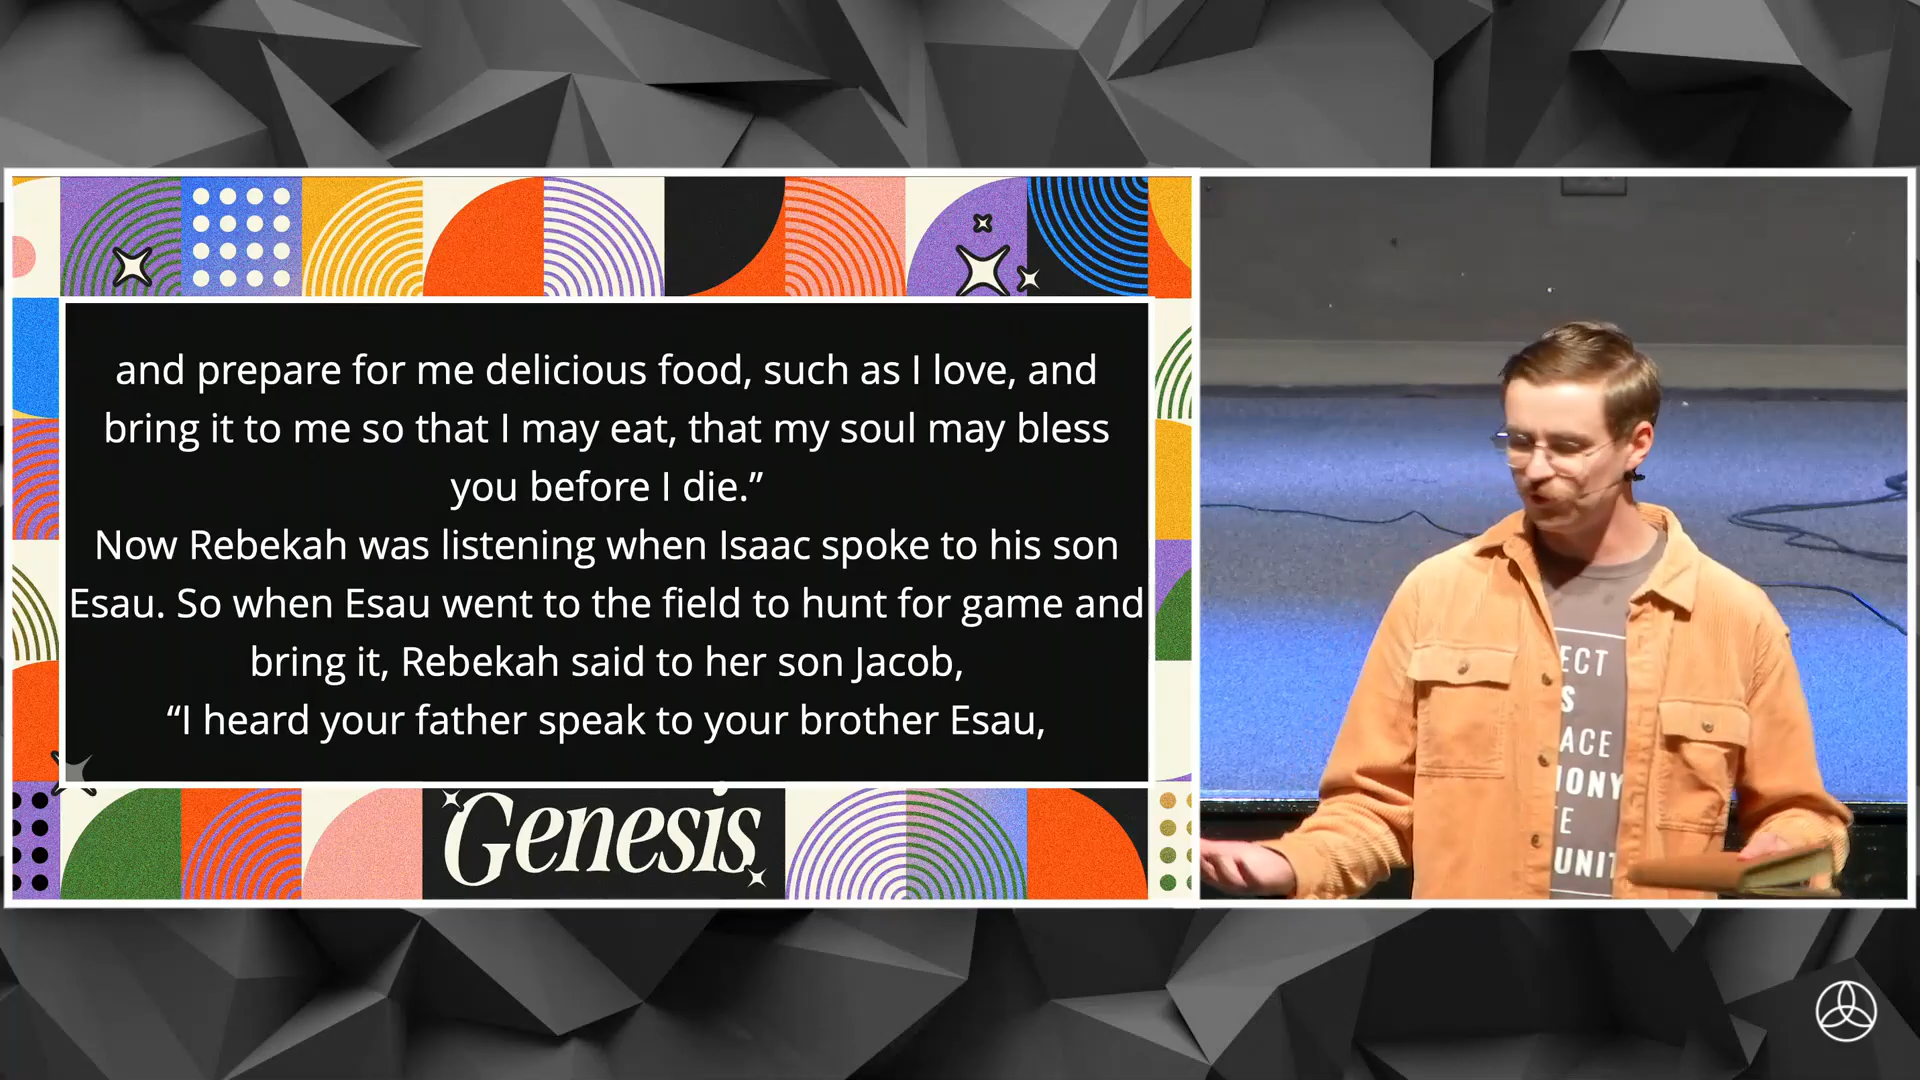 and prepare for me delicious food, such as I love, and
bring it to me so that I may eat, that my soul may bless
you before I die.”
Now Rebekah was listening when Isaac spoke to his son
Esau. So when Esau went to the field to hunt for game and
bring it, Rebekah said to her son Jacob,
“I heard your father speak to your brother Esau,
Genesis